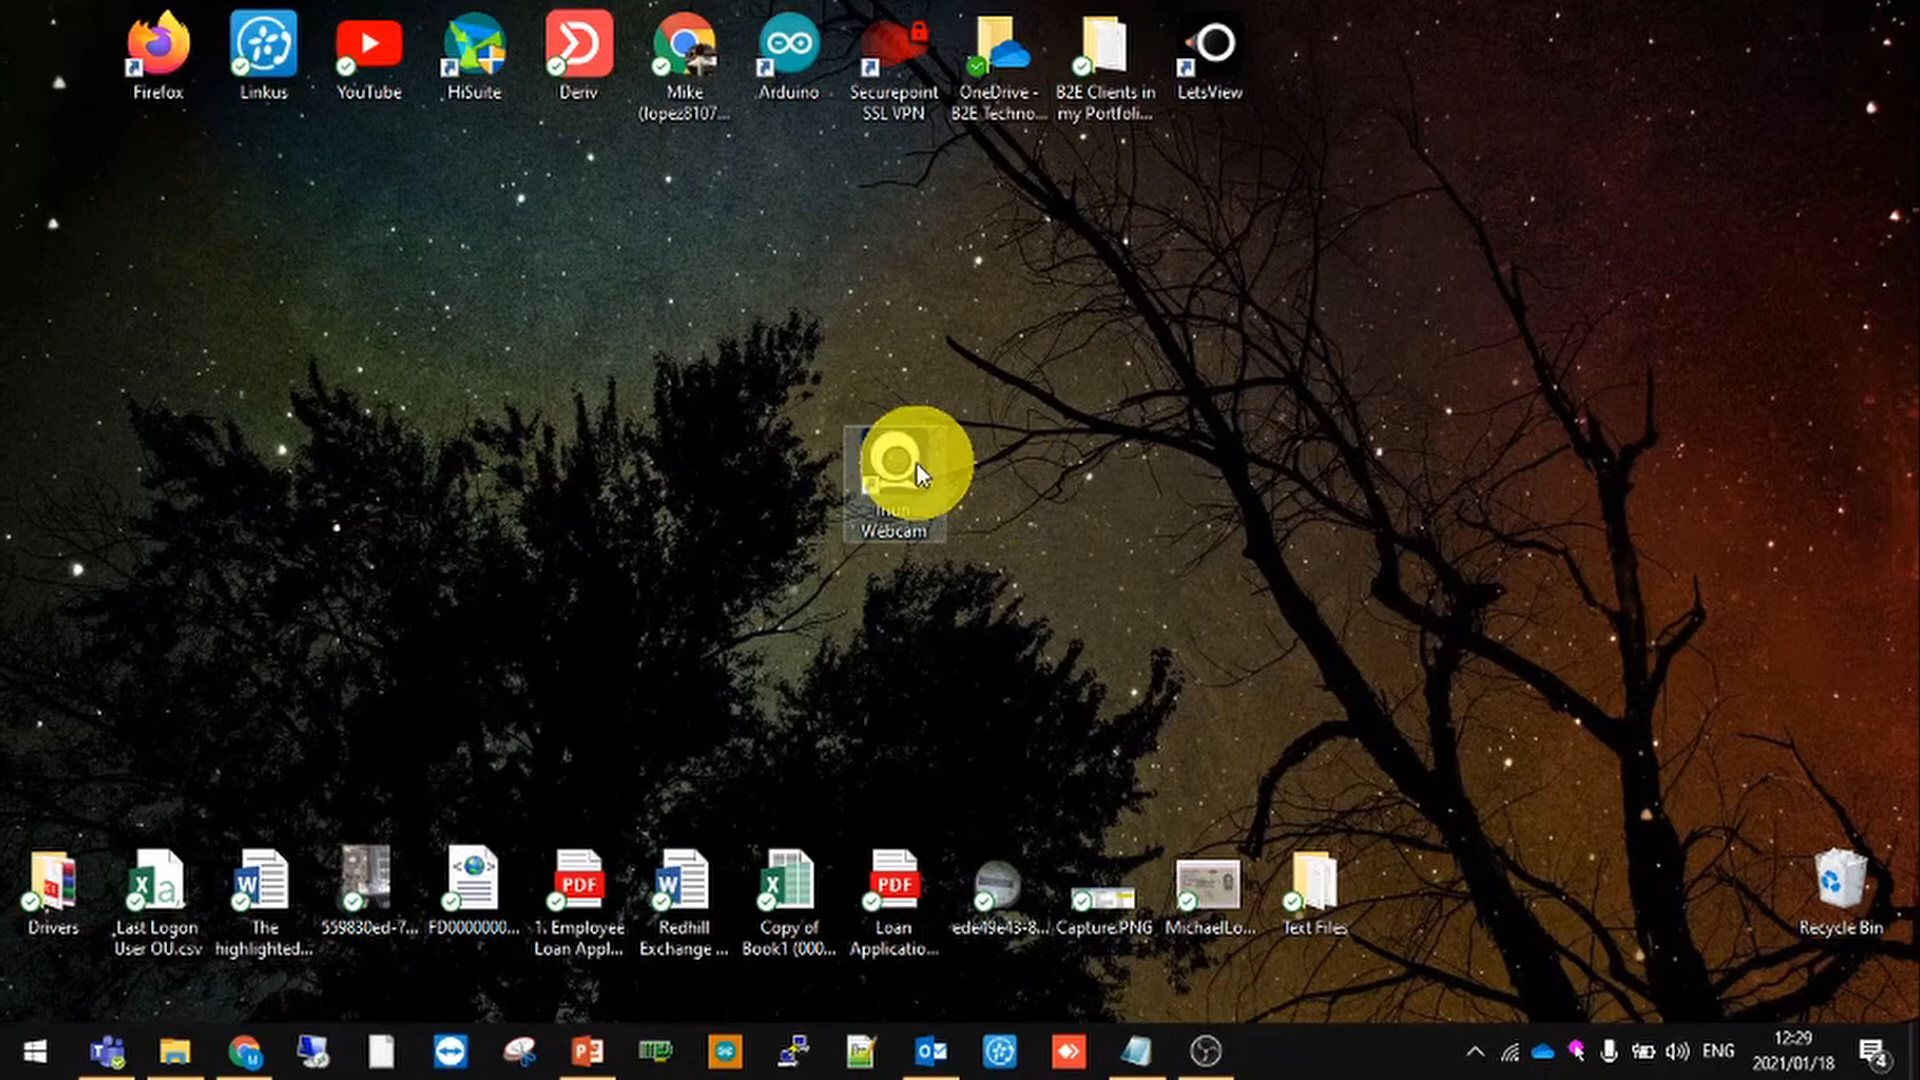 Firefox
Linkus
YouTube
HiSuite
Deriv
Mike
(lopez8107...
Arduino
Securepoint
SSL VPN
OneDrive -
B2E Techno...
B2E Clients in
my Portfoli...
LetsView
Webcam
Drivers
Last Logon
User OU.csv
The
highlighted...
559830ed-7...
FD0000000...
1. Employee
Loan Appl...
Redhill
Exchange ...
Copy of
Book1 (000...
Loan
Applicatio...
ede49e43-8...
Capture.PNG
MichaelLo...
Text Files
Recycle Bin
ENG
12:29
2021/01/18
4